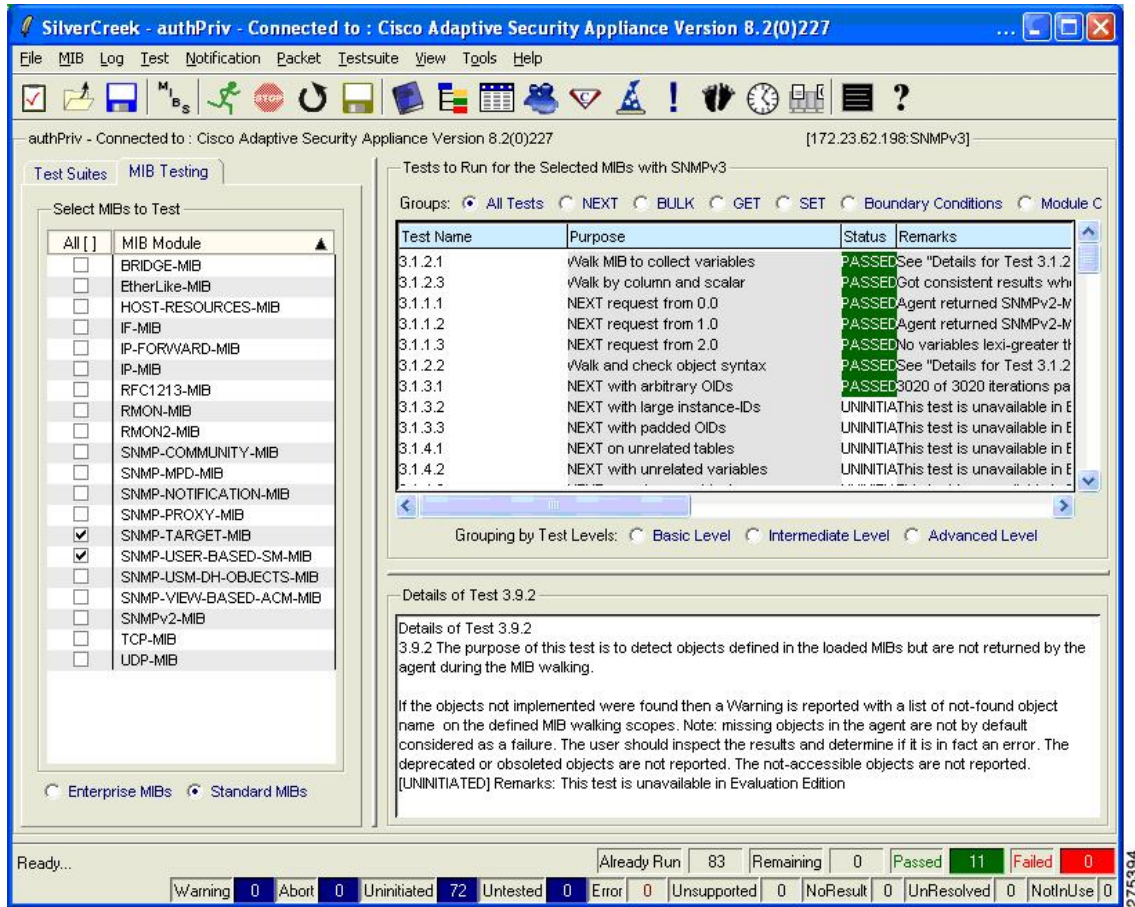 SilverCreek - authPriv - Connected to : Cisco Adaptive Security Appliance Version 8.2(0)227 ...
File MIB Log Test Notification Packet Testsuite View Tools Help
MIBs STOP ! ?
authPriv - Connected to : Cisco Adaptive Security Appliance Version 8.2(0)227 [172.23.62.198:SNMPv3]
Test Suites MIB Testing
Select MIBs to Test
All [ ] MIB Module
BRIDGE-MIB
EtherLike-MIB
HOST-RESOURCES-MIB
IF-MIB
IP-FORWARD-MIB
IP-MIB
RFC1213-MIB
RMON-MIB
RMON2-MIB
SNMP-COMMUNITY-MIB
SNMP-MPD-MIB
SNMP-NOTIFICATION-MIB
SNMP-PROXY-MIB
SNMP-TARGET-MIB
SNMP-USER-BASED-SM-MIB
SNMP-USM-DH-OBJECTS-MIB
SNMP-VIEW-BASED-ACM-MIB
SNMPv2-MIB
TCP-MIB
UDP-MIB
Enterprise MIBs Standard MIBs
Tests to Run for the Selected MIBs with SNMPv3
Groups: All Tests NEXT BULK GET SET Boundary Conditions Module C
Test Name Purpose Status Remarks
3.1.2.1 Walk MIB to collect variables PASSED See "Details for Test 3.1.2
3.1.2.3 Walk by column and scalar PASSED Got consistent results whe
3.1.1.1 NEXT request from 0.0 PASSED Agent returned SNMPv2-M
3.1.1.2 NEXT request from 1.0 PASSED Agent returned SNMPv2-M
3.1.1.3 NEXT request from 2.0 PASSED No variables lexi-greater th
3.1.2.2 Walk and check object syntax PASSED See "Details for Test 3.1.2
3.1.3.1 NEXT with arbitrary OIDs PASSED 3020 of 3020 iterations pa
3.1.3.2 NEXT with large instance-IDs UNINITIA This test is unavailable in E
3.1.3.3 NEXT with padded OIDs UNINITIA This test is unavailable in E
3.1.4.1 NEXT on unrelated tables UNINITIA This test is unavailable in E
3.1.4.2 NEXT with unrelated variables UNINITIA This test is unavailable in E
Grouping by Test Levels: Basic Level Intermediate Level Advanced Level
Details of Test 3.9.2
Details of Test 3.9.2
3.9.2 The purpose of this test is to detect objects defined in the loaded MIBs but are not returned by the
agent during the MIB walking.
If the objects not implemented were found then a Warning is reported with a list of not-found object
name on the defined MIB walking scopes. Note: missing objects in the agent are not by default
considered as a failure. The user should inspect the results and determine if it is in fact an error. The
deprecated or obsoleted objects are not reported. The not-accessible objects are not reported.
[UNINITIATED] Remarks: This test is unavailable in Evaluation Edition
Ready... Already Run 83 Remaining 0 Passed 11 Failed 0
Warning 0 Abort 0 Uninitiated 72 Untested 0 Error 0 Unsupported 0 NoResult 0 UnResolved 0 NotInUse 0
275394